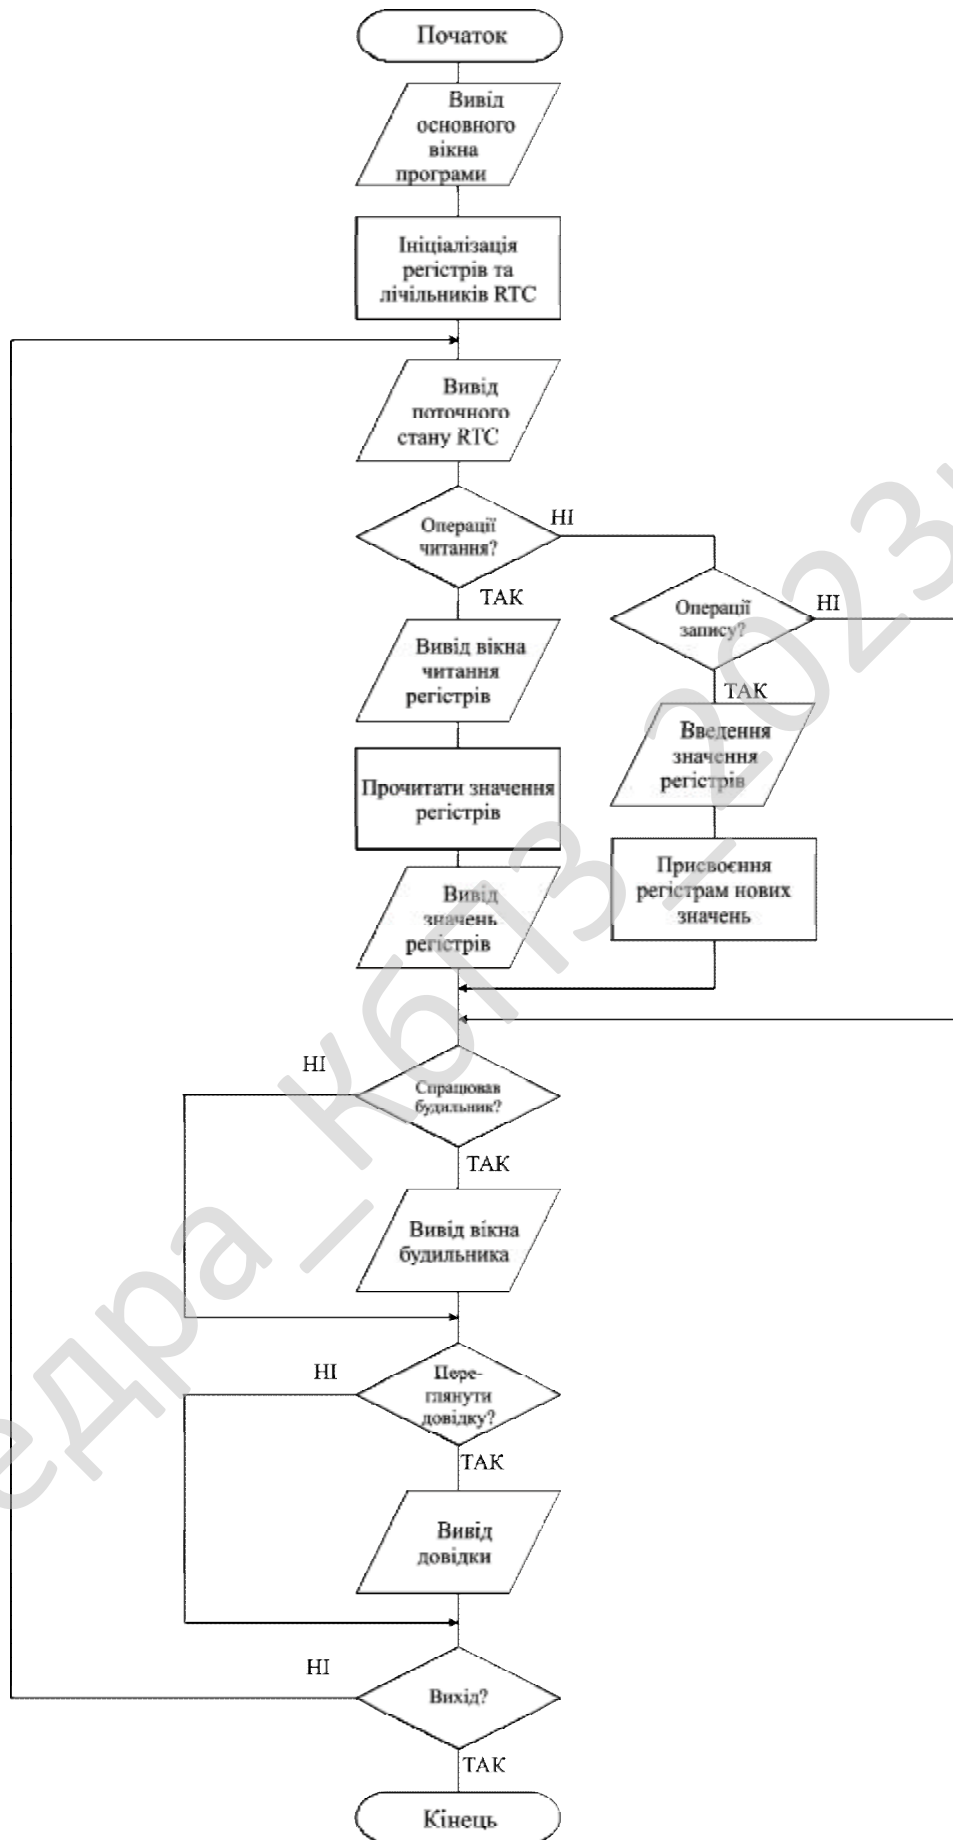 Початок
Вивід
основного
вікна
програми
Ініціалізація
регістрів та
лічільників RTC
Вивід
поточного
стану RTC
Операції
читання?
НІ
ТАК
Операції
запису?
НІ
ТАК
Вивід вікна
читання
регістрів
Введення
значення
регістрів
Прочитати значення
регістрів
Присвоєння
регістрам нових
значень
Вивід
значень
регістрів
Спрацював
будильник?
НІ
ТАК
Вивід вікна
будильника
Пере-
глянути
довідку?
НІ
ТАК
Вивід
довідки
Вихід?
НІ
ТАК
Кінець
едра_КбПЗ_2023